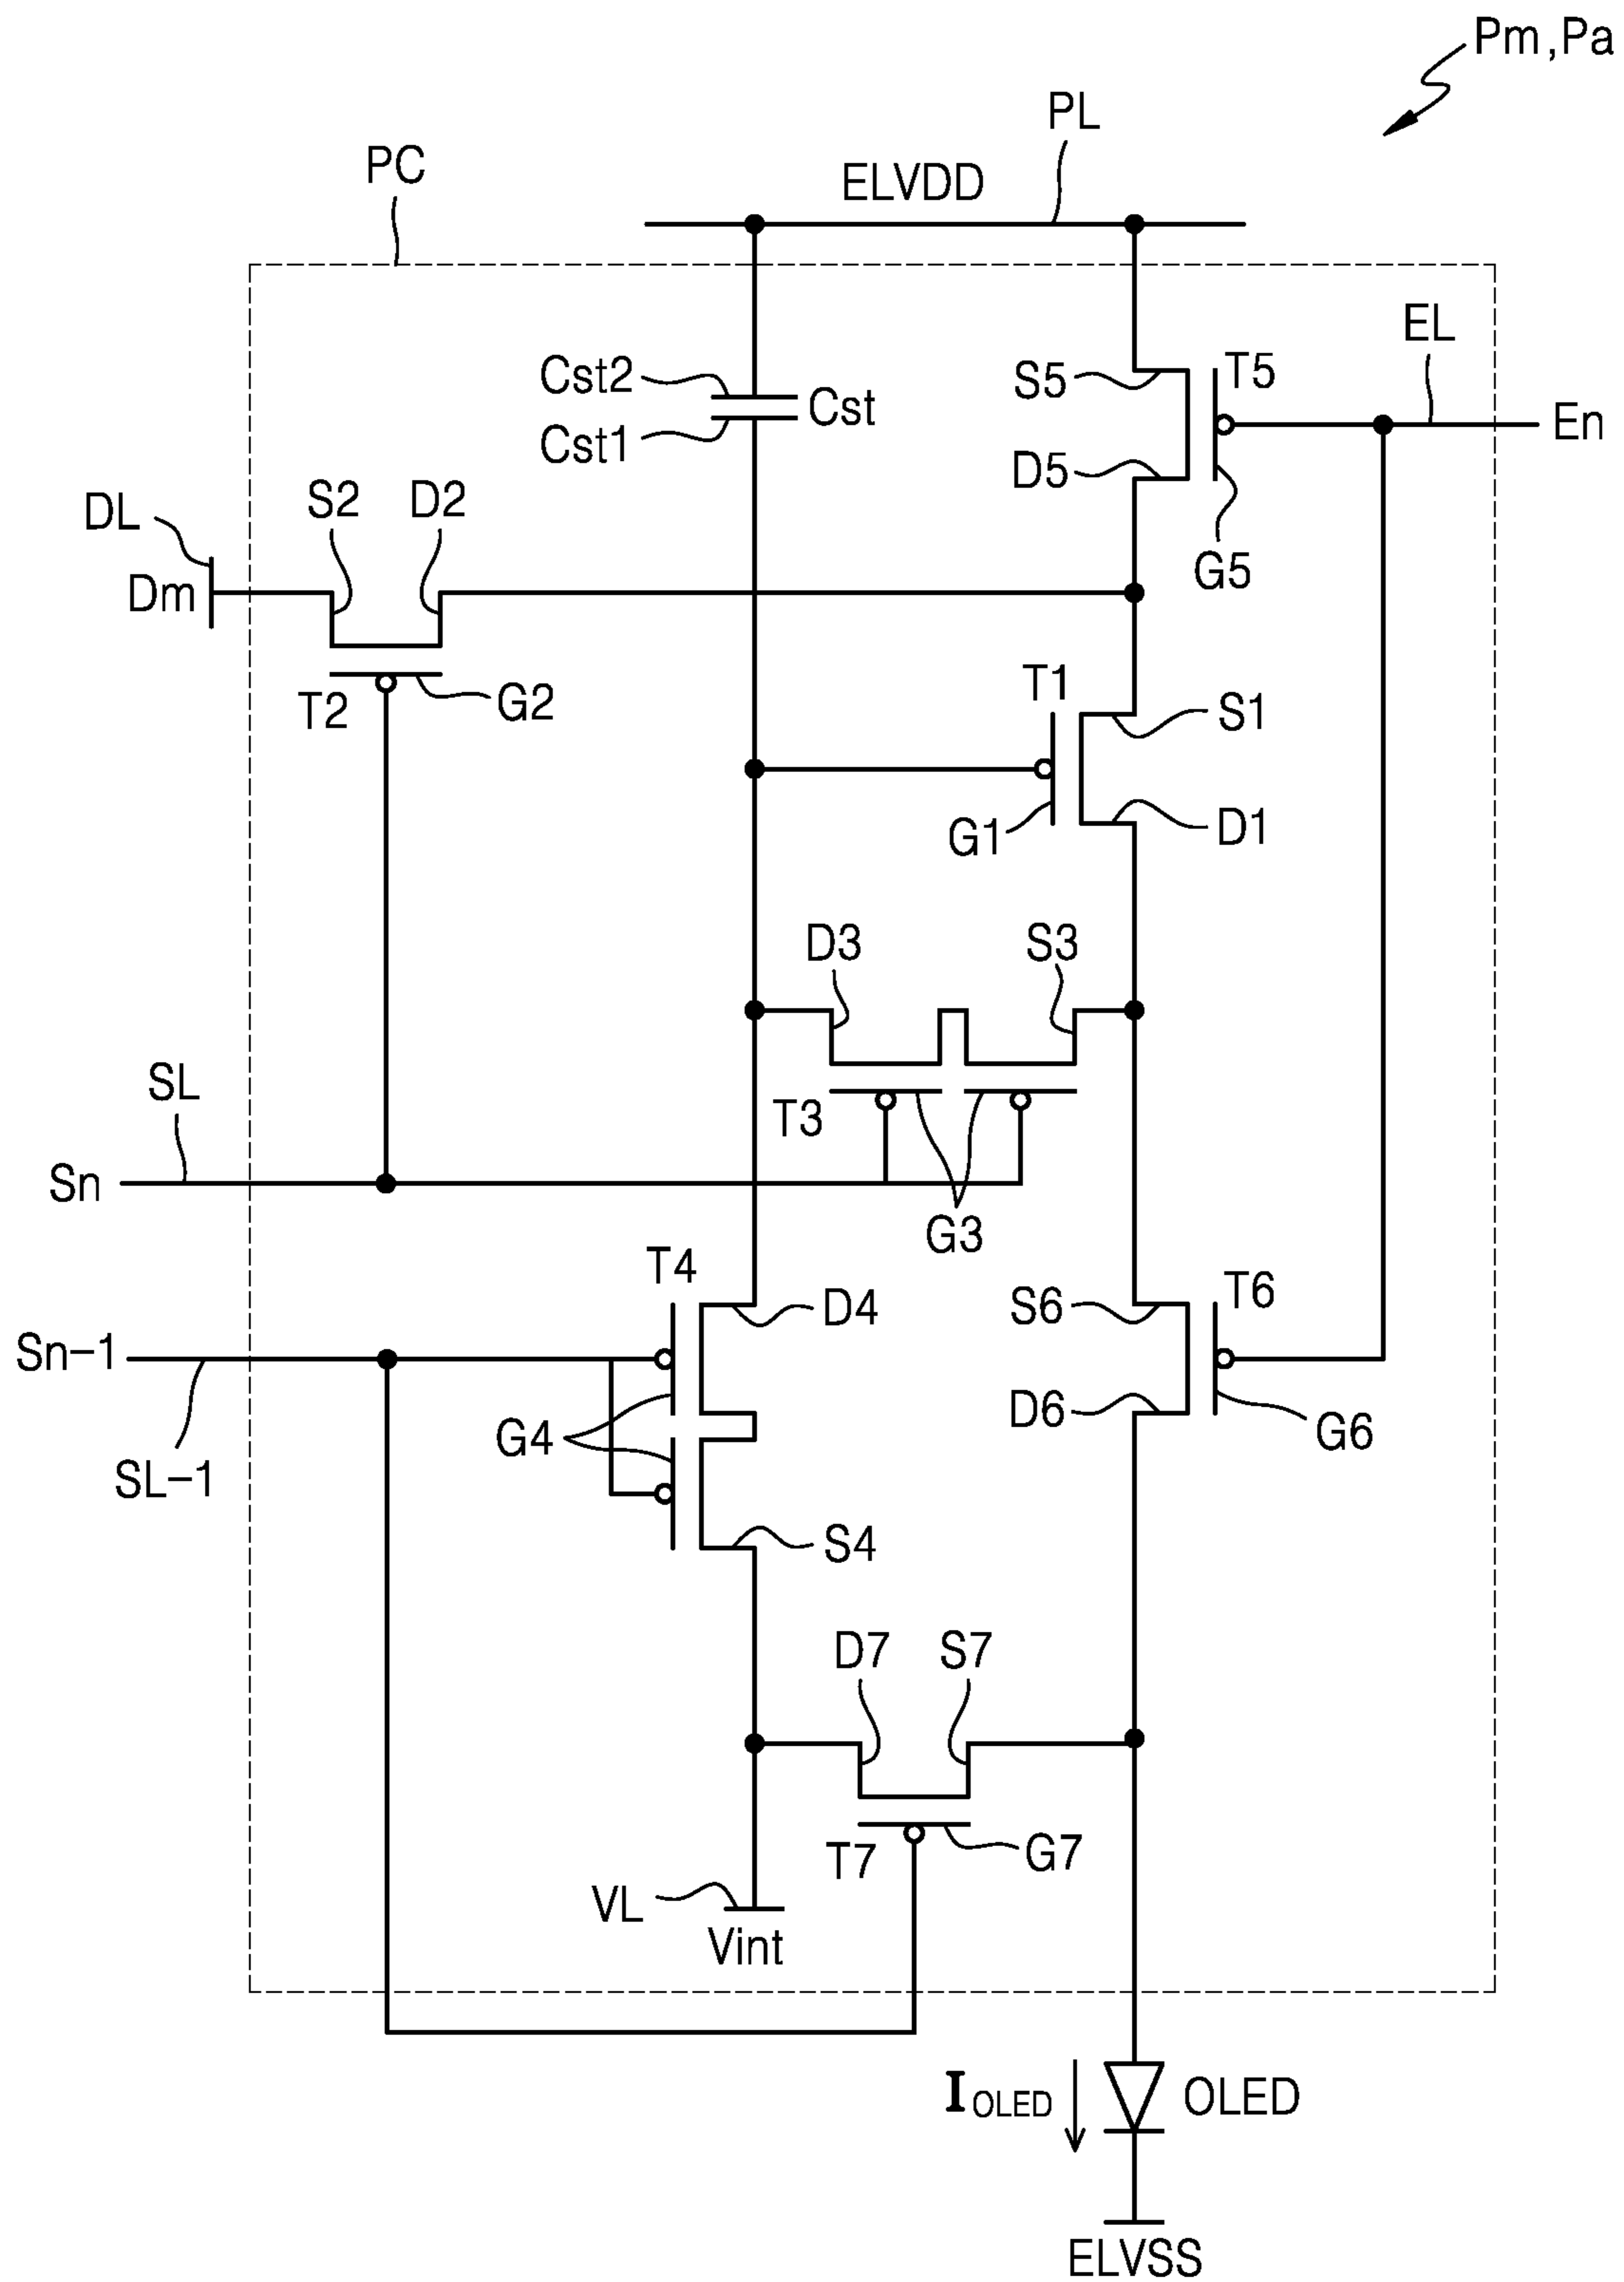 Pm,Pa
PL
PC
ELVDD
EL
Cst2
Cst
S5
T5
En
Cst1
D5
S2
D2
DL
G5
Dm
T1
T2
G2
S1
G1
D1
D3
S3
SL
T3
Sn
G3
T4
D4
S6
T6
Sn-1
D6
G4
G6
SL-1
S4
D7
S7
T7
G7
VL
Vint
IOLED
OLED
ELVSS